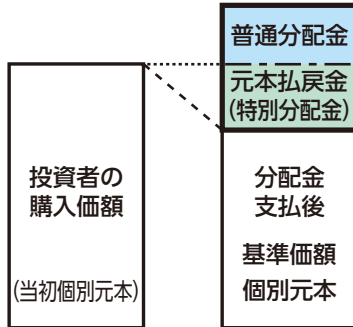 普通分配金
元本払戻金
(特別分配金)
投資者の
購入価額
(当初個別元本)
分配金
支払後
基準価額
個別元本